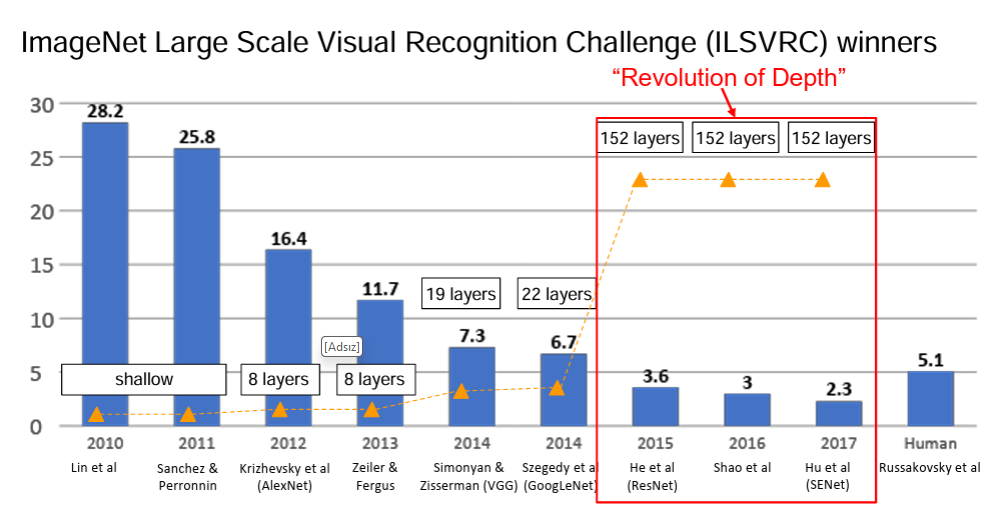 ImageNet Large Scale Visual Recognition Challenge (ILSVRC) winners
“Revolution of Depth”
30
25
20
15
10
5
0
28.2
25.8
16.4
11.7
7.3
6.7
3.6
3
2.3
5.1
shallow
8 layers
8 layers
[Adsız]
19 layers
22 layers
152 layers
152 layers
152 layers
2010
2011
2012
2013
2014
2014
2015
2016
2017
Human
Lin et al
Sanchez &
Perronnin
Krizhevsky et al
(AlexNet)
Zeiler &
Fergus
Simonyan &
Zisserman (VGG)
Szegedy et al
(GoogLeNet)
He et al
(ResNet)
Shao et al
Hu et al
(SENet)
Russakovsky et al